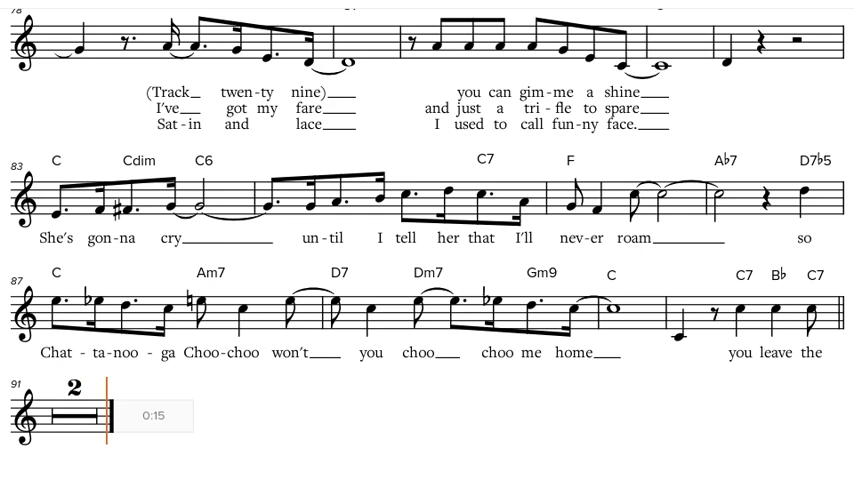 78
(Track twen-ty nine) you can gim-me a shine
I've got my fare and just a tri-fle to spare
Sat-in and lace I used to call fun-ny face.
83 C Cdim C6 C7 F A♭7 D7♭5
She's gon-na cry un-til I tell her that I'll nev-er roam so
87 C Am7 D7 Dm7 Gm9 C C7 B♭ C7
Chat-ta-noo-ga Choo-choo won't you choo choo me home you leave the
91 2
0:15